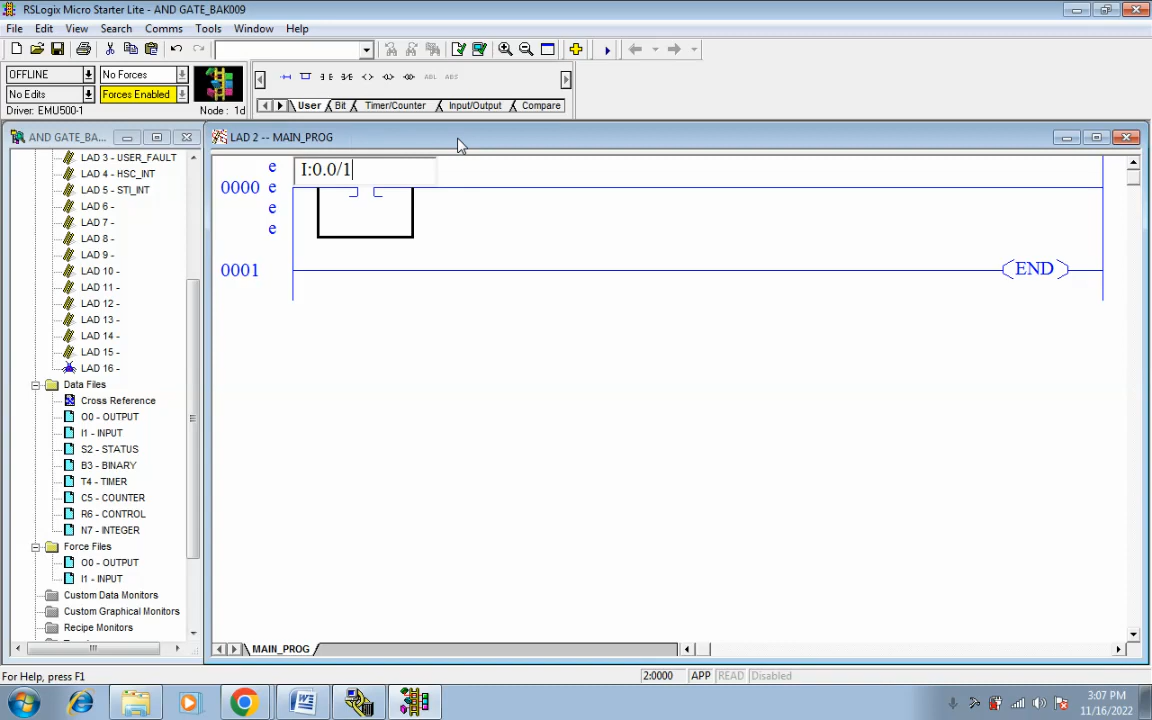 RSLogix Micro Starter Lite - AND GATE_BAK009
File Edit View Search Comms Tools Window Help
OFFLINE No Forces
No Edits Forces Enabled
Driver: EMU500-1 Node : 1d
ABL ABS
User Bit Timer/Counter Input/Output Compare
AND GATE_BA...
LAD 3 - USER_FAULT
LAD 4 - HSC_INT
LAD 5 - STI_INT
LAD 6 -
LAD 7 -
LAD 8 -
LAD 9 -
LAD 10 -
LAD 11 -
LAD 12 -
LAD 13 -
LAD 14 -
LAD 15 -
LAD 16 -
Data Files
Cross Reference
O0 - OUTPUT
I1 - INPUT
S2 - STATUS
B3 - BINARY
T4 - TIMER
C5 - COUNTER
R6 - CONTROL
N7 - INTEGER
Force Files
O0 - OUTPUT
I1 - INPUT
Custom Data Monitors
Custom Graphical Monitors
Recipe Monitors
LAD 2 -- MAIN_PROG
e I:0.0/1
0000 e
e
e
0001 END
MAIN_PROG
For Help, press F1
2:0000 APP READ Disabled
3:07 PM
11/16/2022